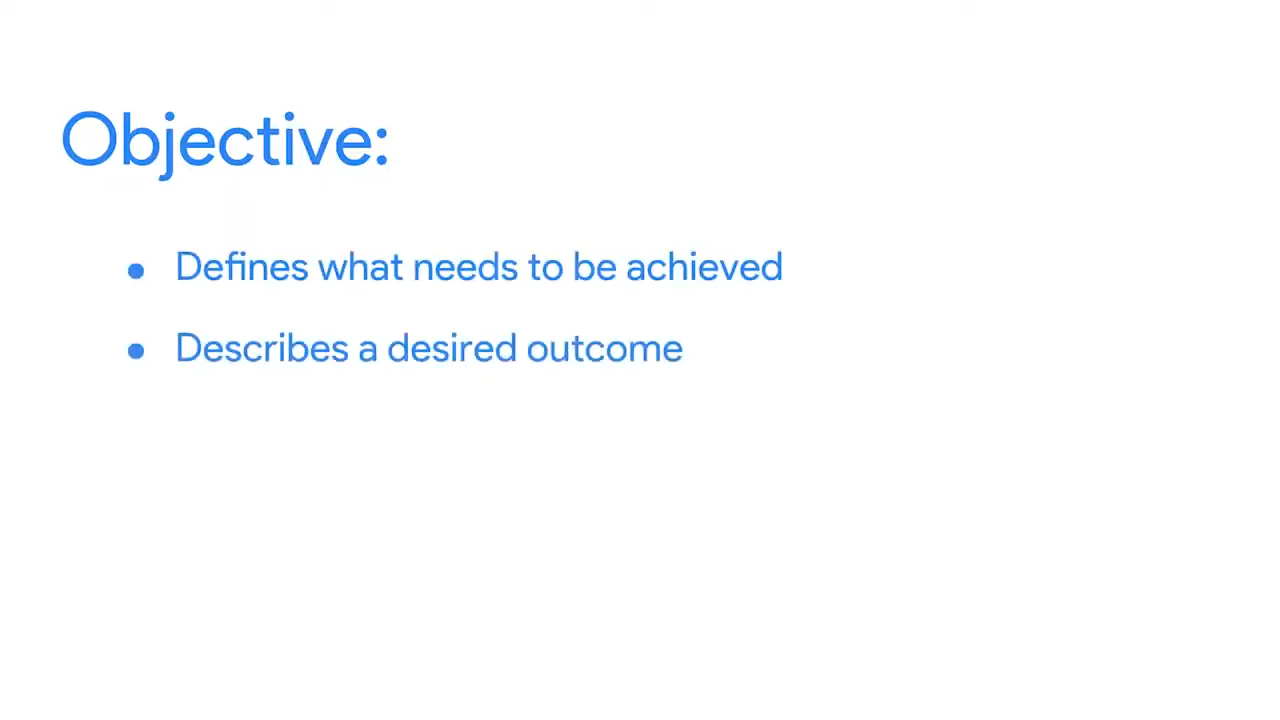 Objective:
• Defines what needs to be achieved
• Describes a desired outcome